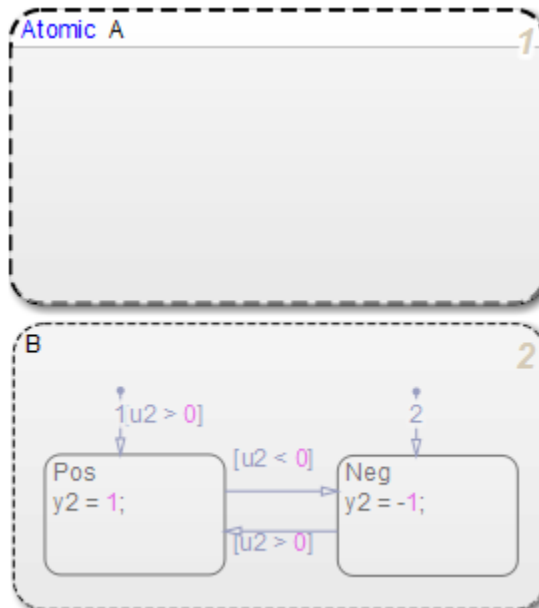 Atomic A
1
B
2
1[u2 > 0]
2
[u2 < 0]
Pos
y2 = 1;
Neg
y2 = -1;
[u2 > 0]